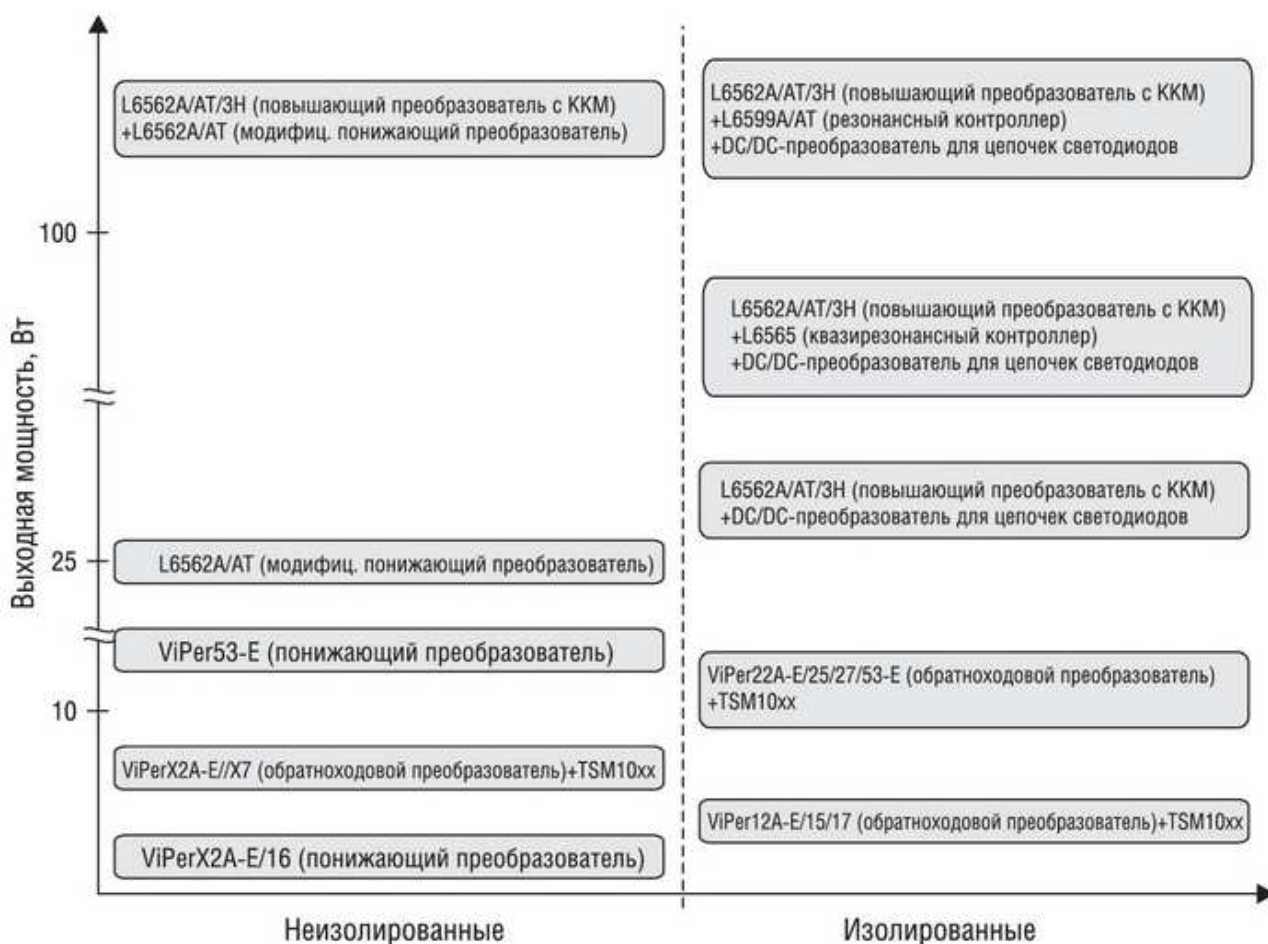 L6562A/AT/3H (повышающий преобразователь с ККМ)
+L6562A/AT (модифиц. понижающий преобразователь)
L6562A/AT/3H (повышающий преобразователь с ККМ)
+L6599A/AT (резонансный контроллер)
+DC/DC-преобразователь для цепочек светодиодов
100
L6562A/AT/3H (повышающий преобразователь с ККМ)
+L6565 (квазирезонансный контроллер)
+DC/DC-преобразователь для цепочек светодиодов
Выходная мощность, Вт
L6562A/AT/3H (повышающий преобразователь с ККМ)
+DC/DC-преобразователь для цепочек светодиодов
25
L6562A/AT (модифиц. понижающий преобразователь)
ViPer53-E (понижающий преобразователь)
ViPer22A-E/25/27/53-E (обратноходовой преобразователь)
+TSM10xx
10
ViPerX2A-E//X7 (обратноходовой преобразователь)+TSM10xx
ViPer12A-E/15/17 (обратноходовой преобразователь)+TSM10xx
ViPerX2A-E/16 (понижающий преобразователь)
Неизолированные
Изолированные